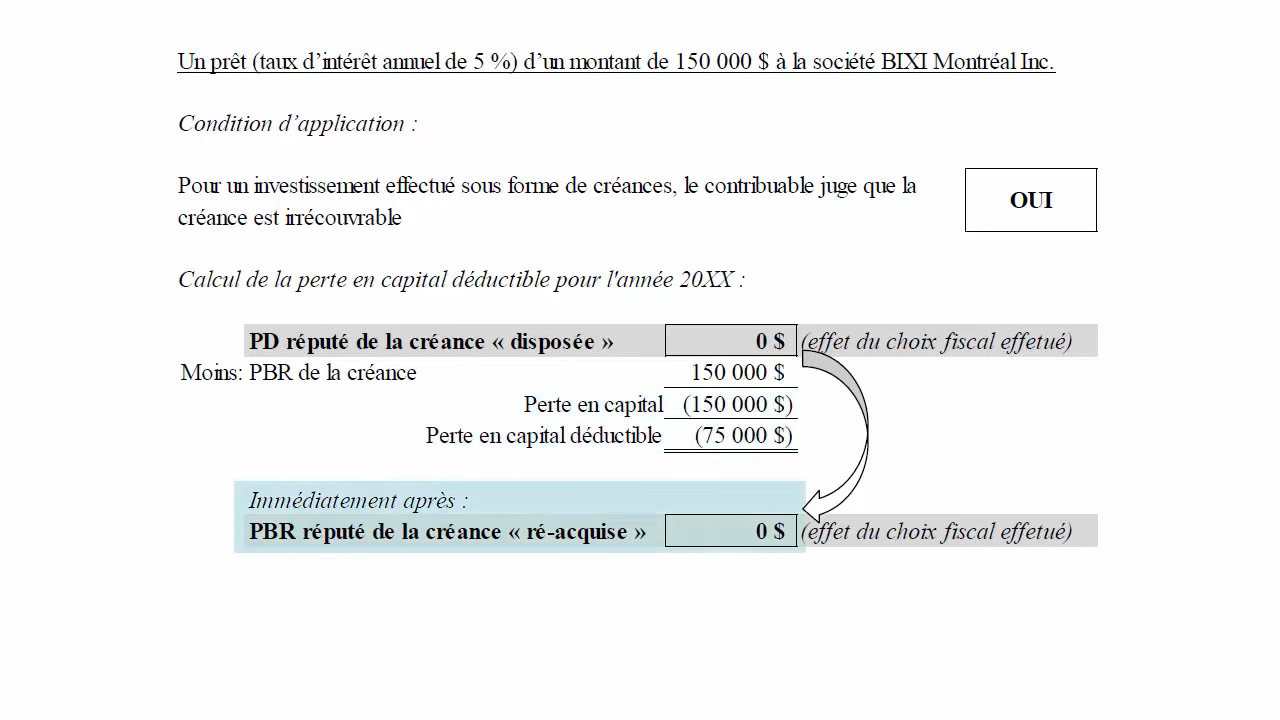 Un prêt (taux d’intérêt annuel de 5 %) d’un montant de 150 000 $ à la société BIXI Montréal Inc.
Condition d’application :
Pour un investissement effectué sous forme de créances, le contribuable juge que la
créance est irrécouvrable
OUI
Calcul de la perte en capital déductible pour l'année 20XX :
PD réputé de la créance « disposée » 0 $ (effet du choix fiscal effetué)
Moins: PBR de la créance 150 000 $
Perte en capital (150 000 $)
Perte en capital déductible (75 000 $)
Immédiatement après :
PBR réputé de la créance « ré-acquise » 0 $ (effet du choix fiscal effetué)